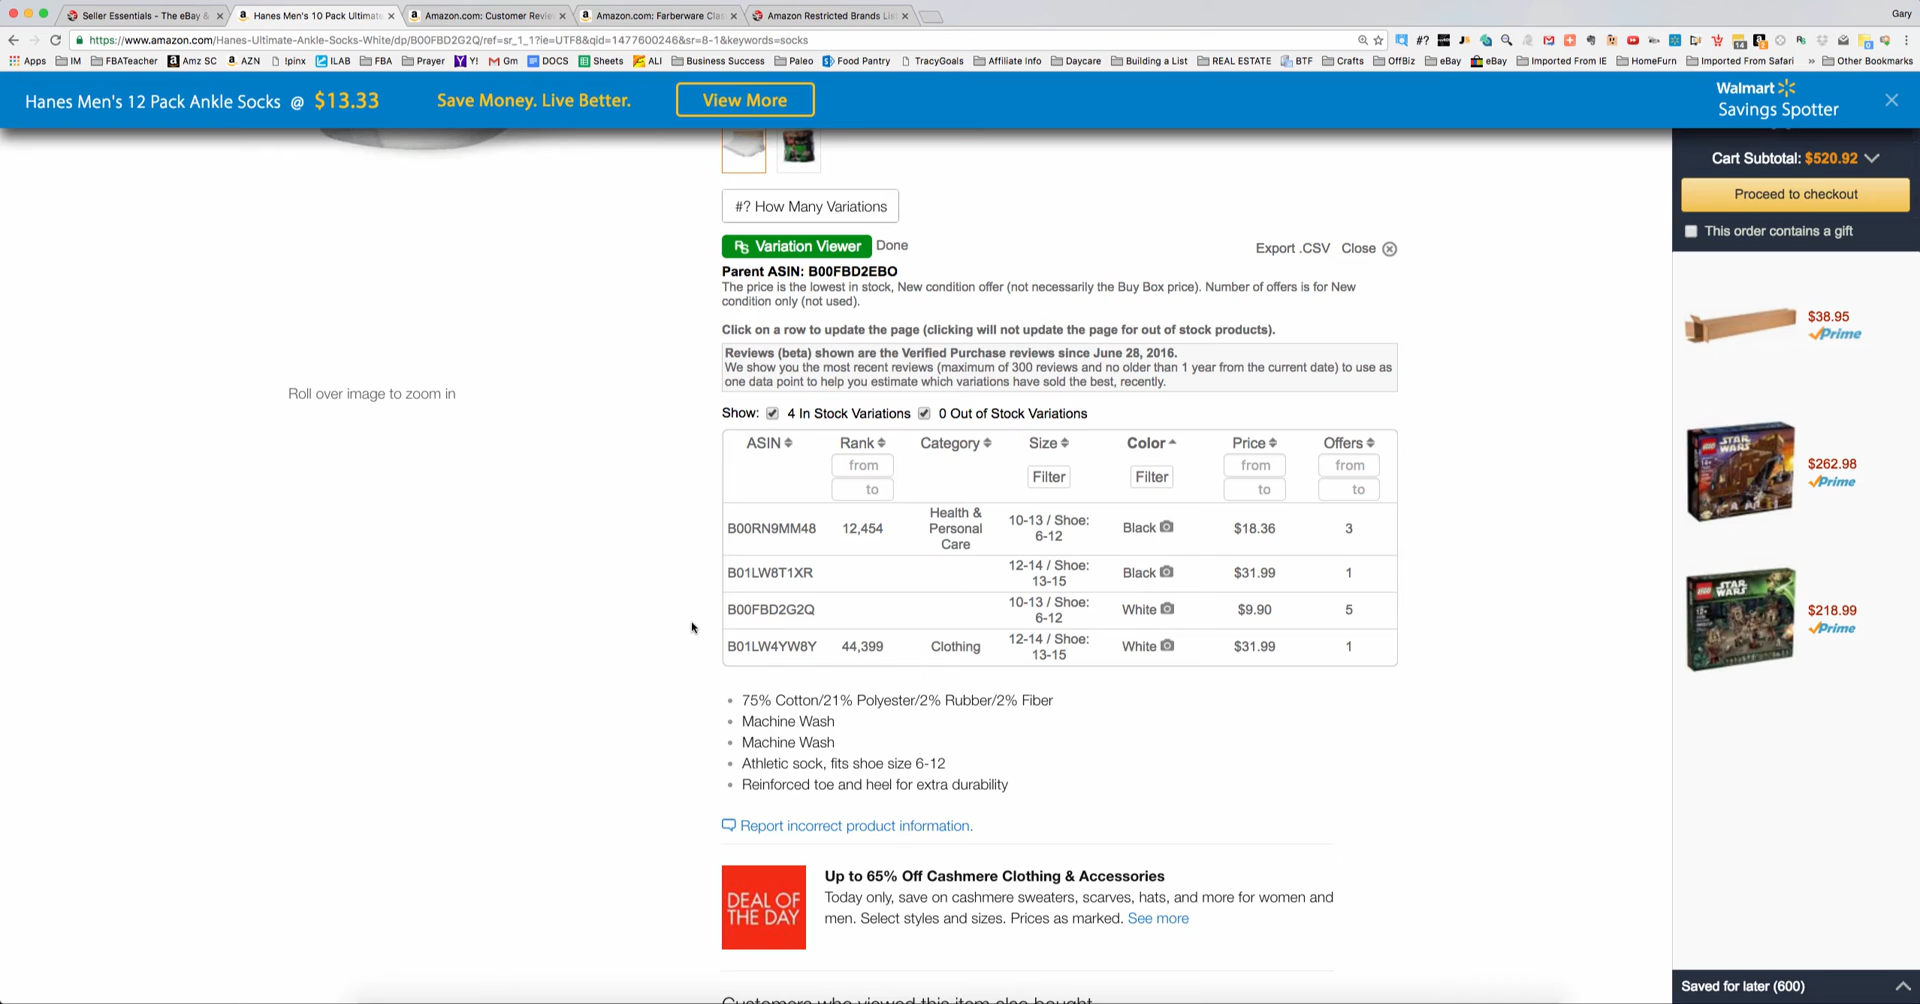 Seller Essentials - The eBay &
Hanes Men's 10 Pack Ultimate
Amazon.com: Customer Revie
Amazon.com: Farberware Clas
Amazon Restricted Brands Lis
Gary
https://www.amazon.com/Hanes-Ultimate-Ankle-Socks-White/dp/B00FBD2G2Q/ref=sr_1_1?ie=UTF8&qid=1477600246&sr=8-1&keywords=socks
Apps IM FBATeacher Amz SC AZN !pinx ILAB FBA Prayer Y! Gm DOCS Sheets ALI Business Success Paleo Food Pantry TracyGoals Affiliate Info Daycare Building a List REAL ESTATE BTF Crafts OffBiz eBay eBay Imported From IE HomeFurn Imported From Safari » Other Bookmarks
Hanes Men's 12 Pack Ankle Socks @ $13.33 Save Money. Live Better. View More
Walmart
Savings Spotter
Cart Subtotal: $520.92
Proceed to checkout
This order contains a gift
$38.95
Prime
$262.98
Prime
$218.99
Prime
Saved for later (600)
Roll over image to zoom in
#? How Many Variations
Variation Viewer Done
Export .CSV Close
Parent ASIN: B00FBD2EBO
The price is the lowest in stock, New condition offer (not necessarily the Buy Box price). Number of offers is for New
condition only (not used).
Click on a row to update the page (clicking will not update the page for out of stock products).
Reviews (beta) shown are the Verified Purchase reviews since June 28, 2016.
We show you the most recent reviews (maximum of 300 reviews and no older than 1 year from the current date) to use as
one data point to help you estimate which variations have sold the best, recently.
Show: 4 In Stock Variations 0 Out of Stock Variations
ASIN Rank Category Size Color Price Offers
from from from
Filter Filter
to to to
B00RN9MM48 12,454 Health & Personal Care 10-13 / Shoe: 6-12 Black $18.36 3
B01LW8T1XR 12-14 / Shoe: 13-15 Black $31.99 1
B00FBD2G2Q 10-13 / Shoe: 6-12 White $9.90 5
B01LW4YW8Y 44,399 Clothing 12-14 / Shoe: 13-15 White $31.99 1
• 75% Cotton/21% Polyester/2% Rubber/2% Fiber
• Machine Wash
• Machine Wash
• Athletic sock, fits shoe size 6-12
• Reinforced toe and heel for extra durability
Report incorrect product information.
DEAL OF
THE DAY
Up to 65% Off Cashmere Clothing & Accessories
Today only, save on cashmere sweaters, scarves, hats, and more for women and
men. Select styles and sizes. Prices as marked. See more
Customers who viewed this item also bought